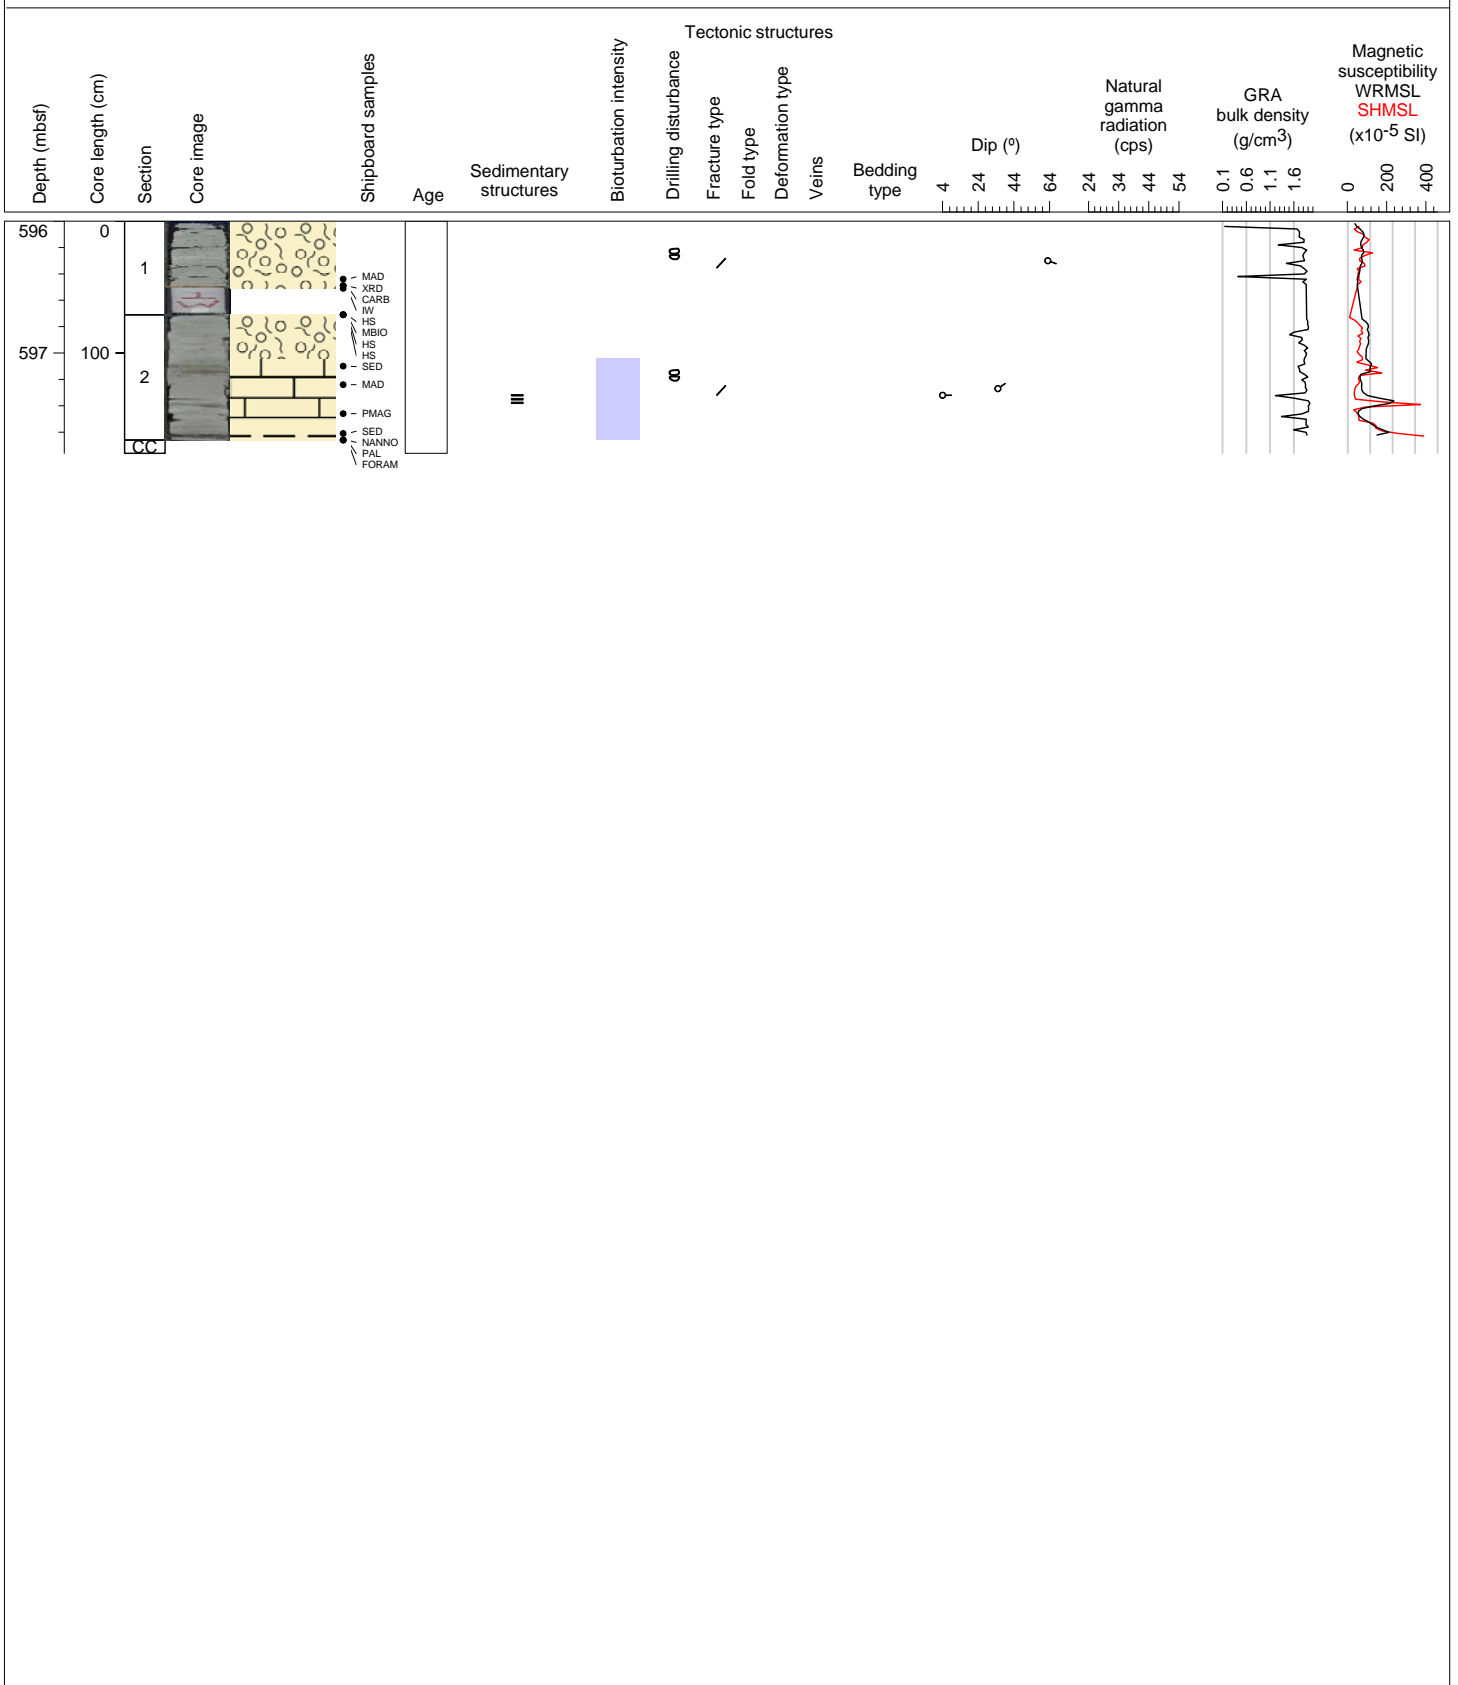 Tectonic structures
Depth (mbsf)
Core length (cm)
Section
Core image
Shipboard samples
Age
Sedimentary
structures
Bioturbation intensity
Drilling disturbance
Fracture type
Fold type
Deformation type
Veins
Bedding
type
Dip (º)
4 24 44 64
Natural
gamma
radiation
(cps)
24 34 44 54
GRA
bulk density
(g/cm3)
0.1 0.6 1.1 1.6
Magnetic
susceptibility
WRMSL
SHMSL
(x10-5 SI)
0 200 400
596 0
1
MAD
XRD
CARB
IW
HS
MBIO
HS
HS
597 100
SED
2
MAD
PMAG
SED
NANNO
CC
PAL
FORAM